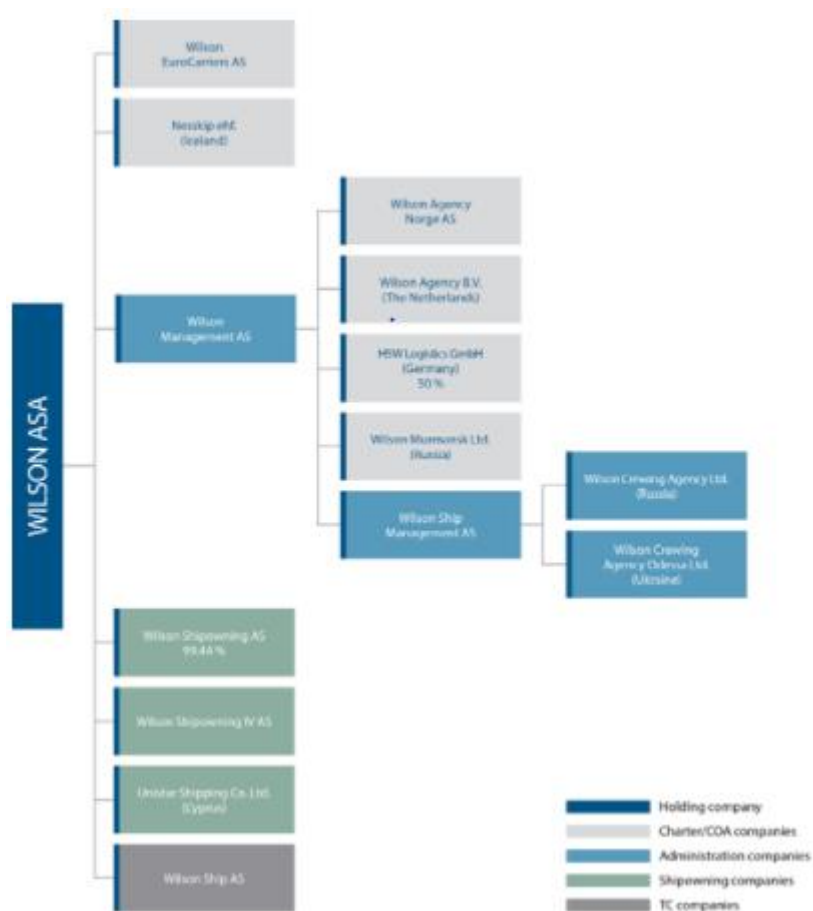 Wilson
EuroCarriers AS
Nesskip ehf.
(Iceland)
Wilson Agency
Norge AS
Wilson Agency B.V.
(The Netherlands)
Wilson
Management AS
HSW Logistics GmbH
(Germany)
50 %
Wilson Murmansk Ltd.
(Russia)
WILSON ASA
Wilson Crewing Agency Ltd.
(Russia)
Wilson Ship
Management AS
Wilson Crewing
Agency Odessa Ltd.
(Ukraine)
Wilson Shipowning AS
99.44 %
Wilson Shipowning IV AS
Unistar Shipping Co. Ltd.
(Cyprus)
Wilson Ship AS
Holding company
Charter/COA companies
Administration companies
Shipowning companies
TC companies